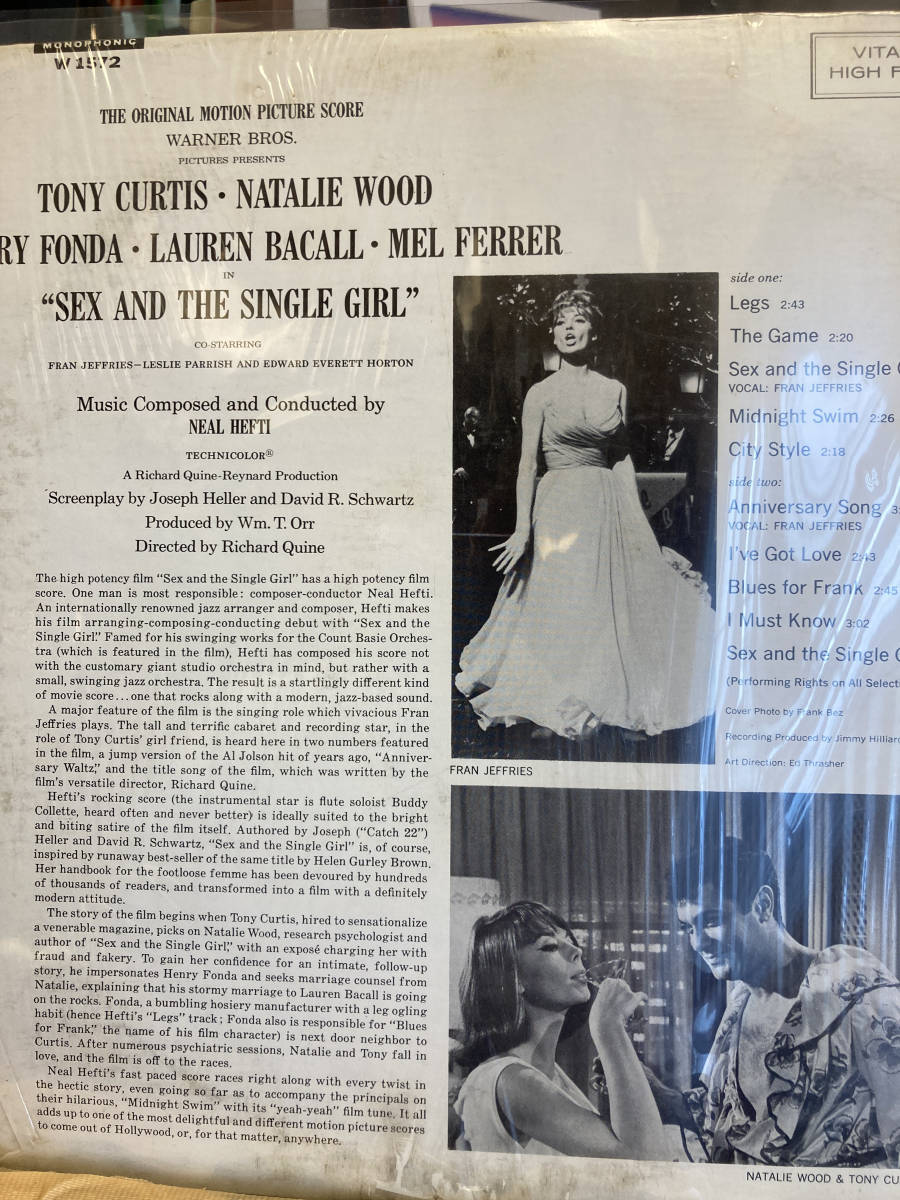 MONOPHONIC
W 1572
VITA
HIGH F
THE ORIGINAL MOTION PICTURE SCORE
WARNER BROS.
PICTURES PRESENTS
TONY CURTIS · NATALIE WOOD
RY FONDA · LAUREN BACALL · MEL FERRER
IN
“SEX AND THE SINGLE GIRL”
CO-STARRING
FRAN JEFFRIES—LESLIE PARRISH AND EDWARD EVERETT HORTON
Music Composed and Conducted by
NEAL HEFTI
TECHNICOLOR®
A Richard Quine-Reynard Production
Screenplay by Joseph Heller and David R. Schwartz
Produced by Wm. T. Orr
Directed by Richard Quine
The high potency film “Sex and the Single Girl” has a high potency film
score. One man is most responsible: composer-conductor Neal Hefti.
An internationally renowned jazz arranger and composer, Hefti makes
his film arranging-composing-conducting debut with “Sex and the
Single Girl.” Famed for his swinging works for the Count Basie Orches-
tra (which is featured in the film), Hefti has composed his score not
with the customary giant studio orchestra in mind, but rather with a
small, swinging jazz orchestra. The result is a startlingly different kind
of movie score...one that rocks along with a modern, jazz-based sound.
A major feature of the film is the singing role which vivacious Fran
Jeffries plays. The tall and terrific cabaret and recording star, in the
role of Tony Curtis’ girl friend, is heard here in two numbers featured
in the film, a jump version of the Al Jolson hit of years ago, “Anniver-
sary Waltz,” and the title song of the film, which was written by the
film’s versatile director, Richard Quine.
Hefti’s rocking score (the instrumental star is flute soloist Buddy
Collette, heard often and never better) is ideally suited to the bright
and biting satire of the film itself. Authored by Joseph (“Catch 22”)
Heller and David R. Schwartz, “Sex and the Single Girl” is, of course,
inspired by runaway best-seller of the same title by Helen Gurley Brown.
Her handbook for the footloose femme has been devoured by hundreds
of thousands of readers, and transformed into a film with a definitely
modern attitude.
The story of the film begins when Tony Curtis, hired to sensationalize
a venerable magazine, picks on Natalie Wood, research psychologist and
author of “Sex and the Single Girl,” with an exposé charging her with
fraud and fakery. To gain her confidence for an intimate, follow-up
story, he impersonates Henry Fonda and seeks marriage counsel from
Natalie, explaining that his stormy marriage to Lauren Bacall is going
on the rocks. Fonda, a bumbling hosiery manufacturer with a leg ogling
habit (hence Hefti’s “Legs” track; Fonda also is responsible for “Blues
for Frank,” the name of his film character) is next door neighbor to
Curtis. After numerous psychiatric sessions, Natalie and Tony fall in
love, and the film is off to the races.
Neal Hefti’s fast paced score races right along with every twist in
the hectic story, even going so far as to accompany the principals on
their hilarious, “Midnight Swim” with its “yeah-yeah” film tune. It all
adds up to one of the most delightful and different motion picture scores
to come out of Hollywood, or, for that matter, anywhere.
FRAN JEFFRIES
side one:
Legs 2:43
The Game 2:20
Sex and the Single G
VOCAL: FRAN JEFFRIES
Midnight Swim 2:26
City Style 2:18
side two:
Anniversary Song 3:
VOCAL: FRAN JEFFRIES
I’ve Got Love 2:43
Blues for Frank 2:45
I Must Know 3:02
Sex and the Single G
(Performing Rights on All Select
Cover Photo by Frank Bez
Recording Produced by Jimmy Hilliard
Art Direction: Ed Thrasher
NATALIE WOOD & TONY CU